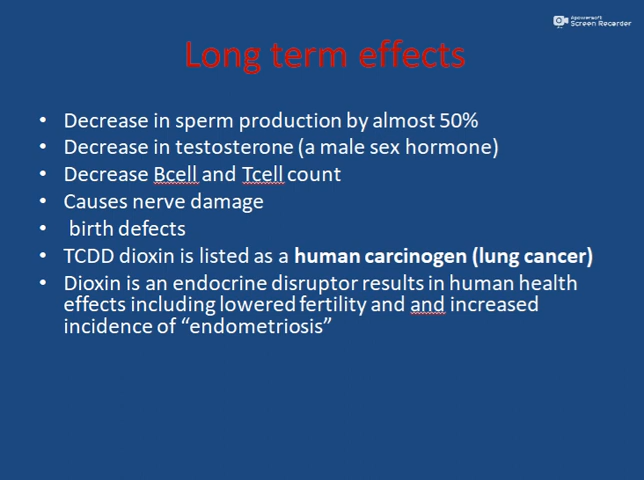 Apowersoft
Screen Recorder
Long term effects
• Decrease in sperm production by almost 50%
• Decrease in testosterone (a male sex hormone)
• Decrease Bcell and Tcell count
• Causes nerve damage
• birth defects
• TCDD dioxin is listed as a human carcinogen (lung cancer)
• Dioxin is an endocrine disruptor results in human health
effects including lowered fertility and and increased
incidence of “endometriosis”